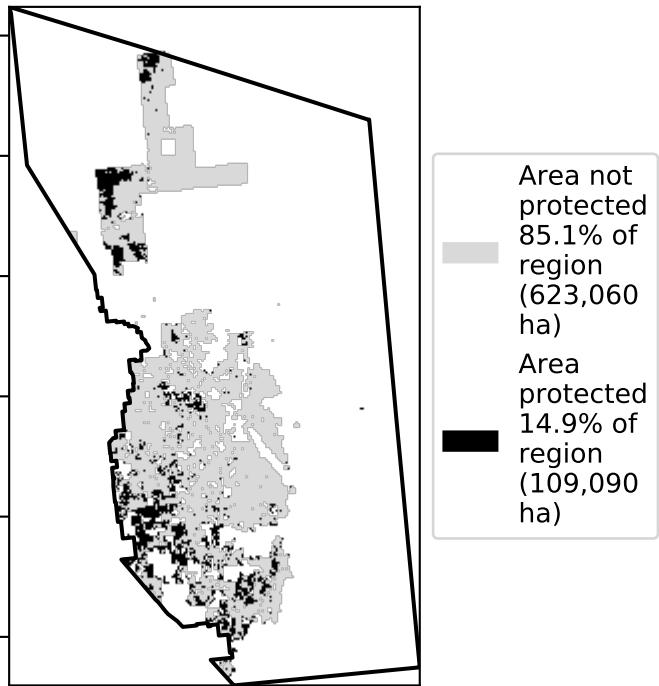 Area not
protected
85.1% of
region
(623,060
ha)
Area
protected
14.9% of
region
(109,090
ha)